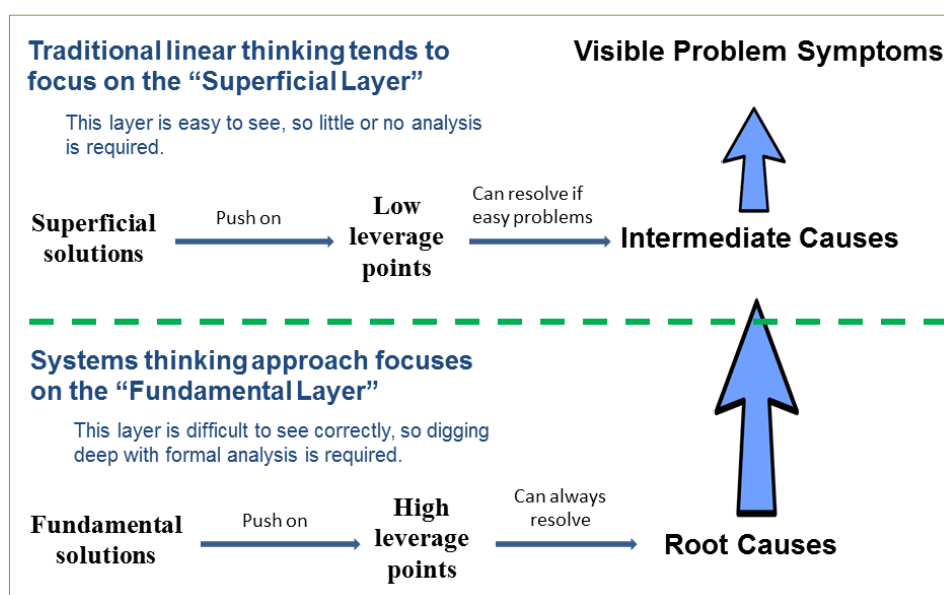 Traditional linear thinking tends to
focus on the “Superficial Layer”
Visible Problem Symptoms
This layer is easy to see, so little or no analysis
is required.
Superficial
solutions
Push on
Low
leverage
points
Can resolve if
easy problems
Intermediate Causes
Systems thinking approach focuses
on the “Fundamental Layer”
This layer is difficult to see correctly, so digging
deep with formal analysis is required.
Fundamental
solutions
Push on
High
leverage
points
Can always
resolve
Root Causes